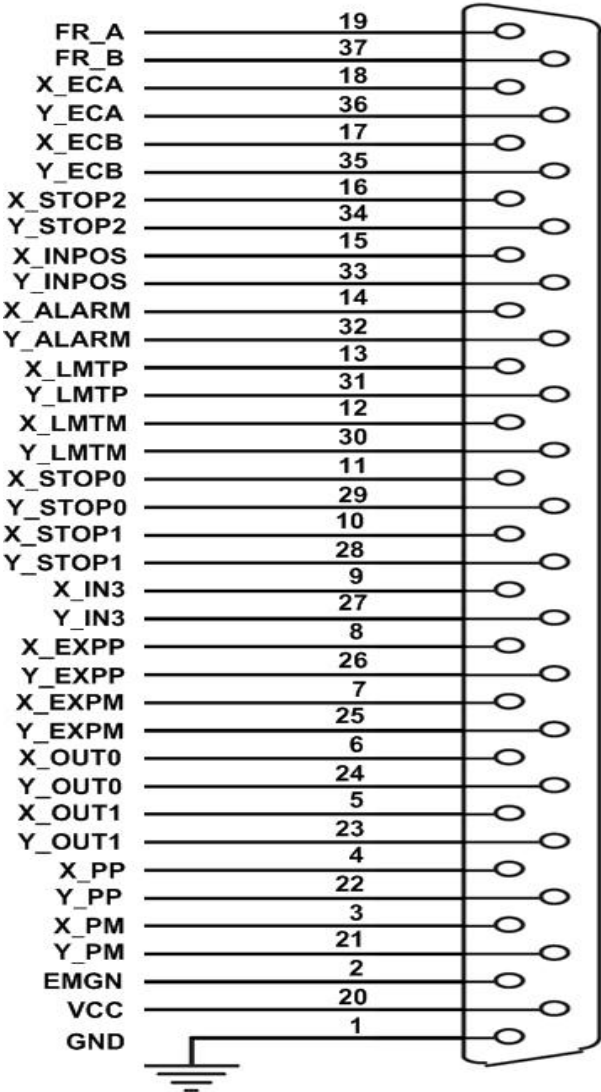 FR_A 19
FR_B 37
X_ECA 18
Y_ECA 36
X_ECB 17
Y_ECB 35
X_STOP2 16
Y_STOP2 34
X_INPOS 15
Y_INPOS 33
X_ALARM 14
Y_ALARM 32
X_LMTP 13
Y_LMTP 31
X_LMTM 12
Y_LMTM 30
X_STOP0 11
Y_STOP0 29
X_STOP1 10
Y_STOP1 28
X_IN3 9
Y_IN3 27
X_EXPP 8
Y_EXPP 26
X_EXPM 7
Y_EXPM 25
X_OUT0 6
Y_OUT0 24
X_OUT1 5
Y_OUT1 23
X_PP 4
Y_PP 22
X_PM 3
Y_PM 21
EMGN 2
VCC 20
GND 1